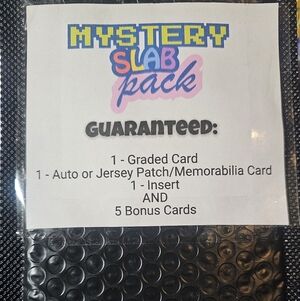 MYSTERY
SLAB
pack
GUARANTEED:
1 - Graded Card
1 - Auto or Jersey Patch/Memorabilia Card
1 - Insert
AND
5 Bonus Cards